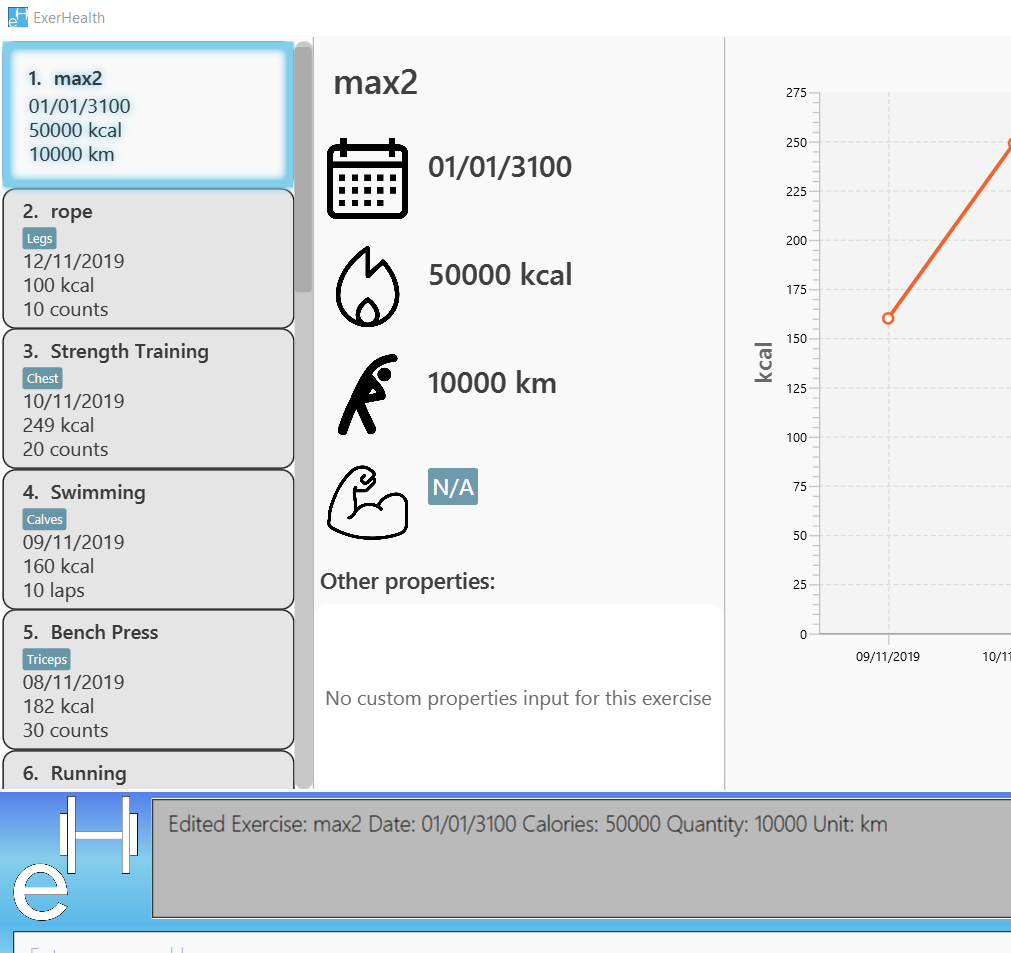 ExerHealth
1. max2
01/01/3100
50000 kcal
10000 km
2. rope
Legs
12/11/2019
100 kcal
10 counts
3. Strength Training
Chest
10/11/2019
249 kcal
20 counts
4. Swimming
Calves
09/11/2019
160 kcal
10 laps
5. Bench Press
Triceps
08/11/2019
182 kcal
30 counts
6. Running
max2
01/01/3100
50000 kcal
10000 km
N/A
Other properties:
No custom properties input for this exercise
kcal
275
250
225
200
175
150
125
100
75
50
25
0
09/11/2019
10/11
eH
Edited Exercise: max2 Date: 01/01/3100 Calories: 50000 Quantity: 10000 Unit: km